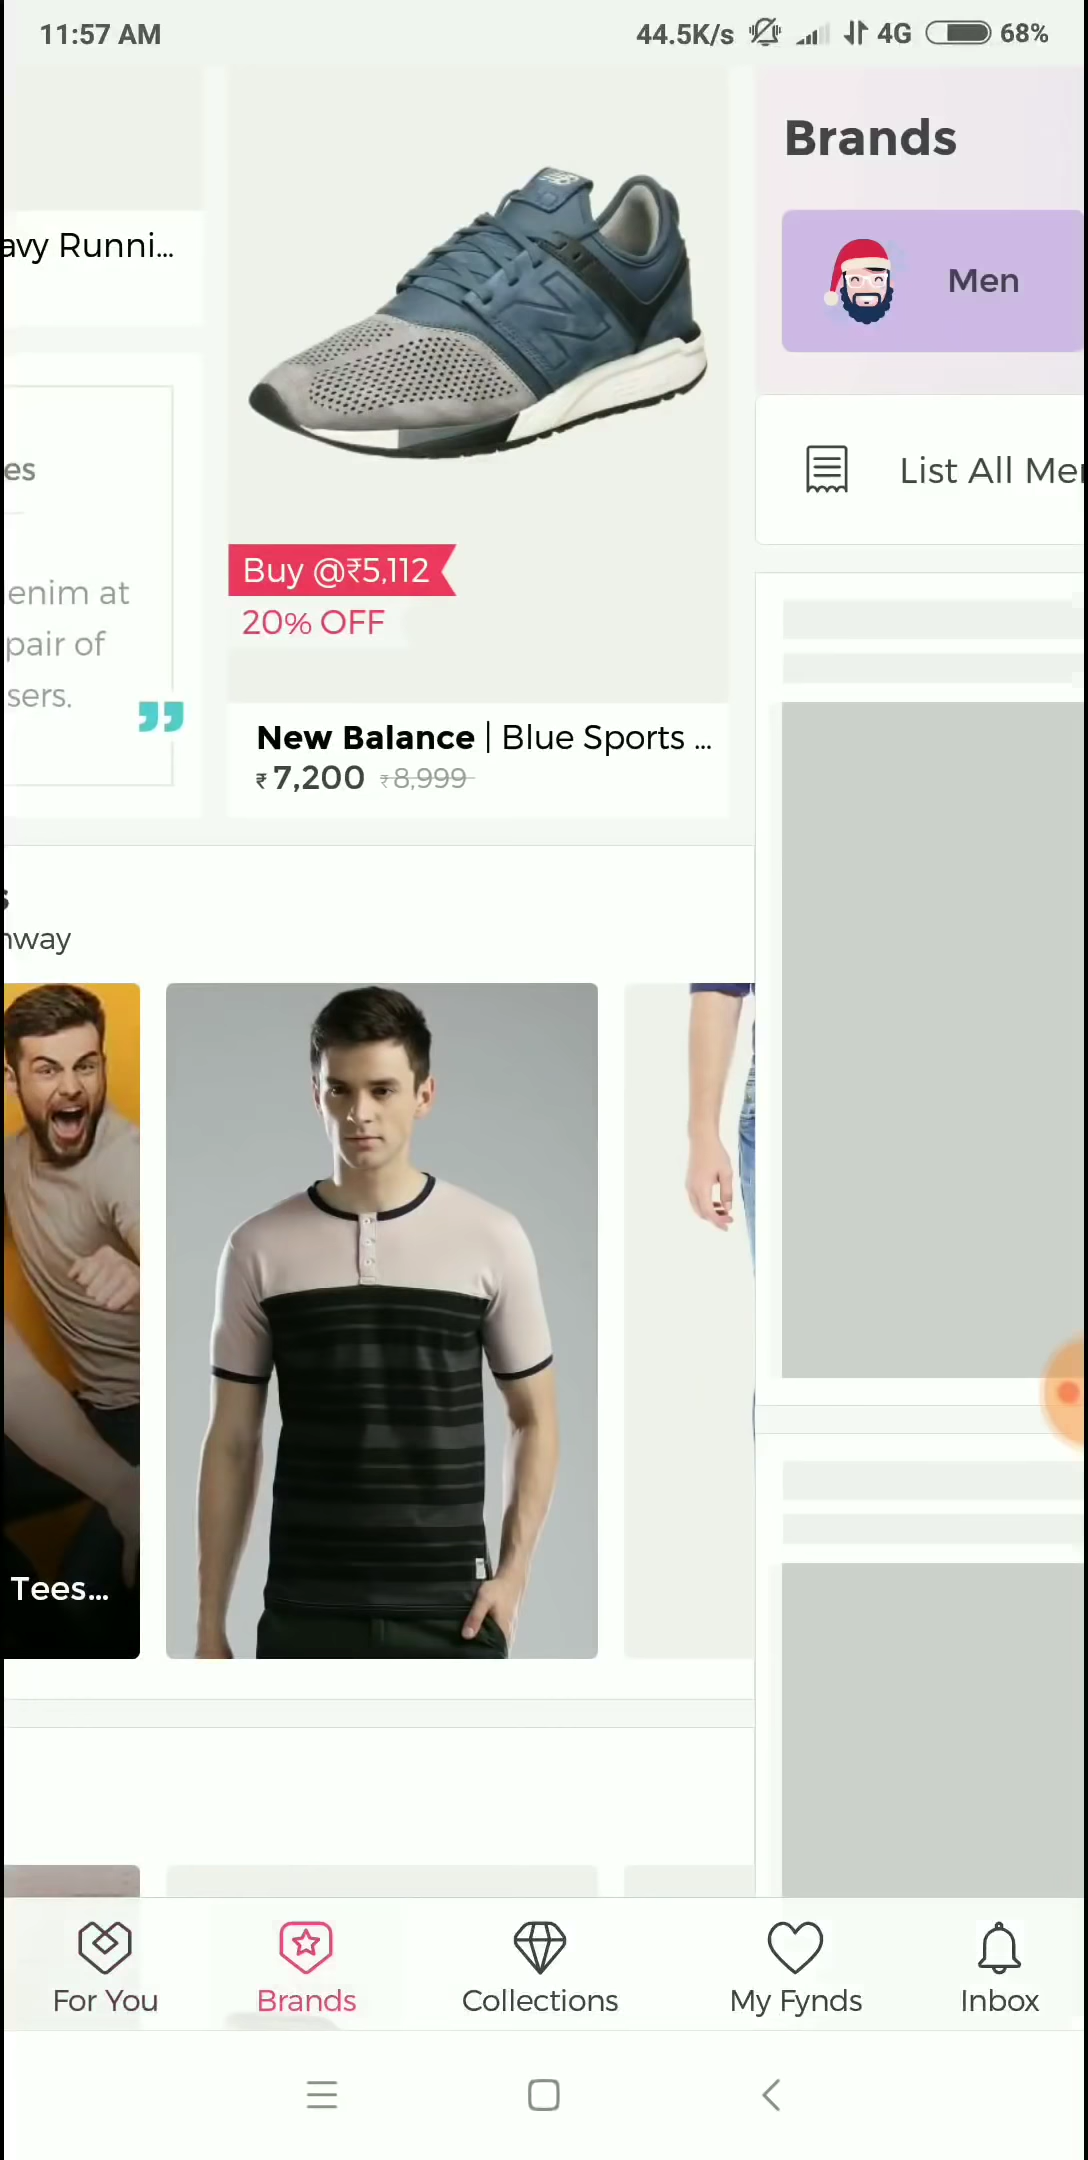 11:57 AM 44.5K/s 4G 68%
Brands
avy Runni...
Men
es
List All Me
enim at
pair of
sers.
Buy @₹5,112
20% OFF
New Balance | Blue Sports ...
₹ 7,200 ₹8,999
nway
Tees...
For You
Brands
Collections
My Fynds
Inbox